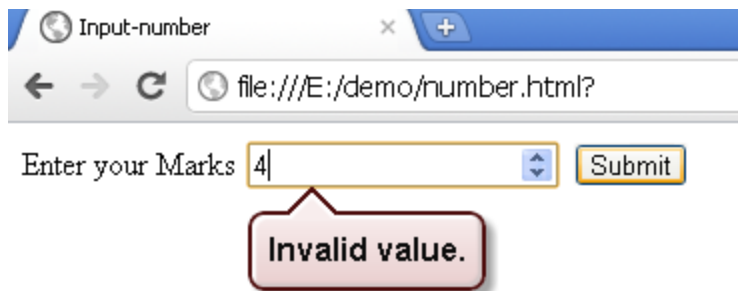 Input-number
file:///E:/demo/number.html?
Enter your Marks 4 Submit
Invalid value.